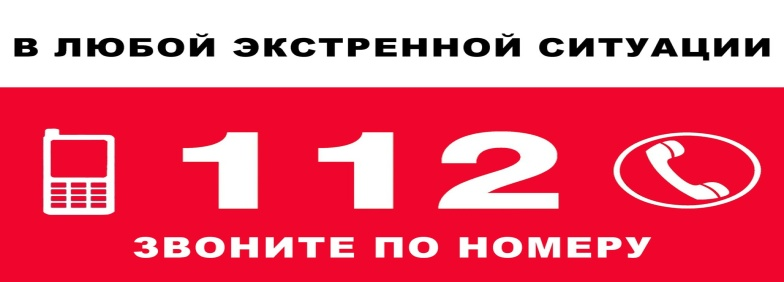 В ЛЮБОЙ ЭКСТРЕННОЙ СИТУАЦИИ
112
ЗВОНИТЕ ПО НОМЕРУ